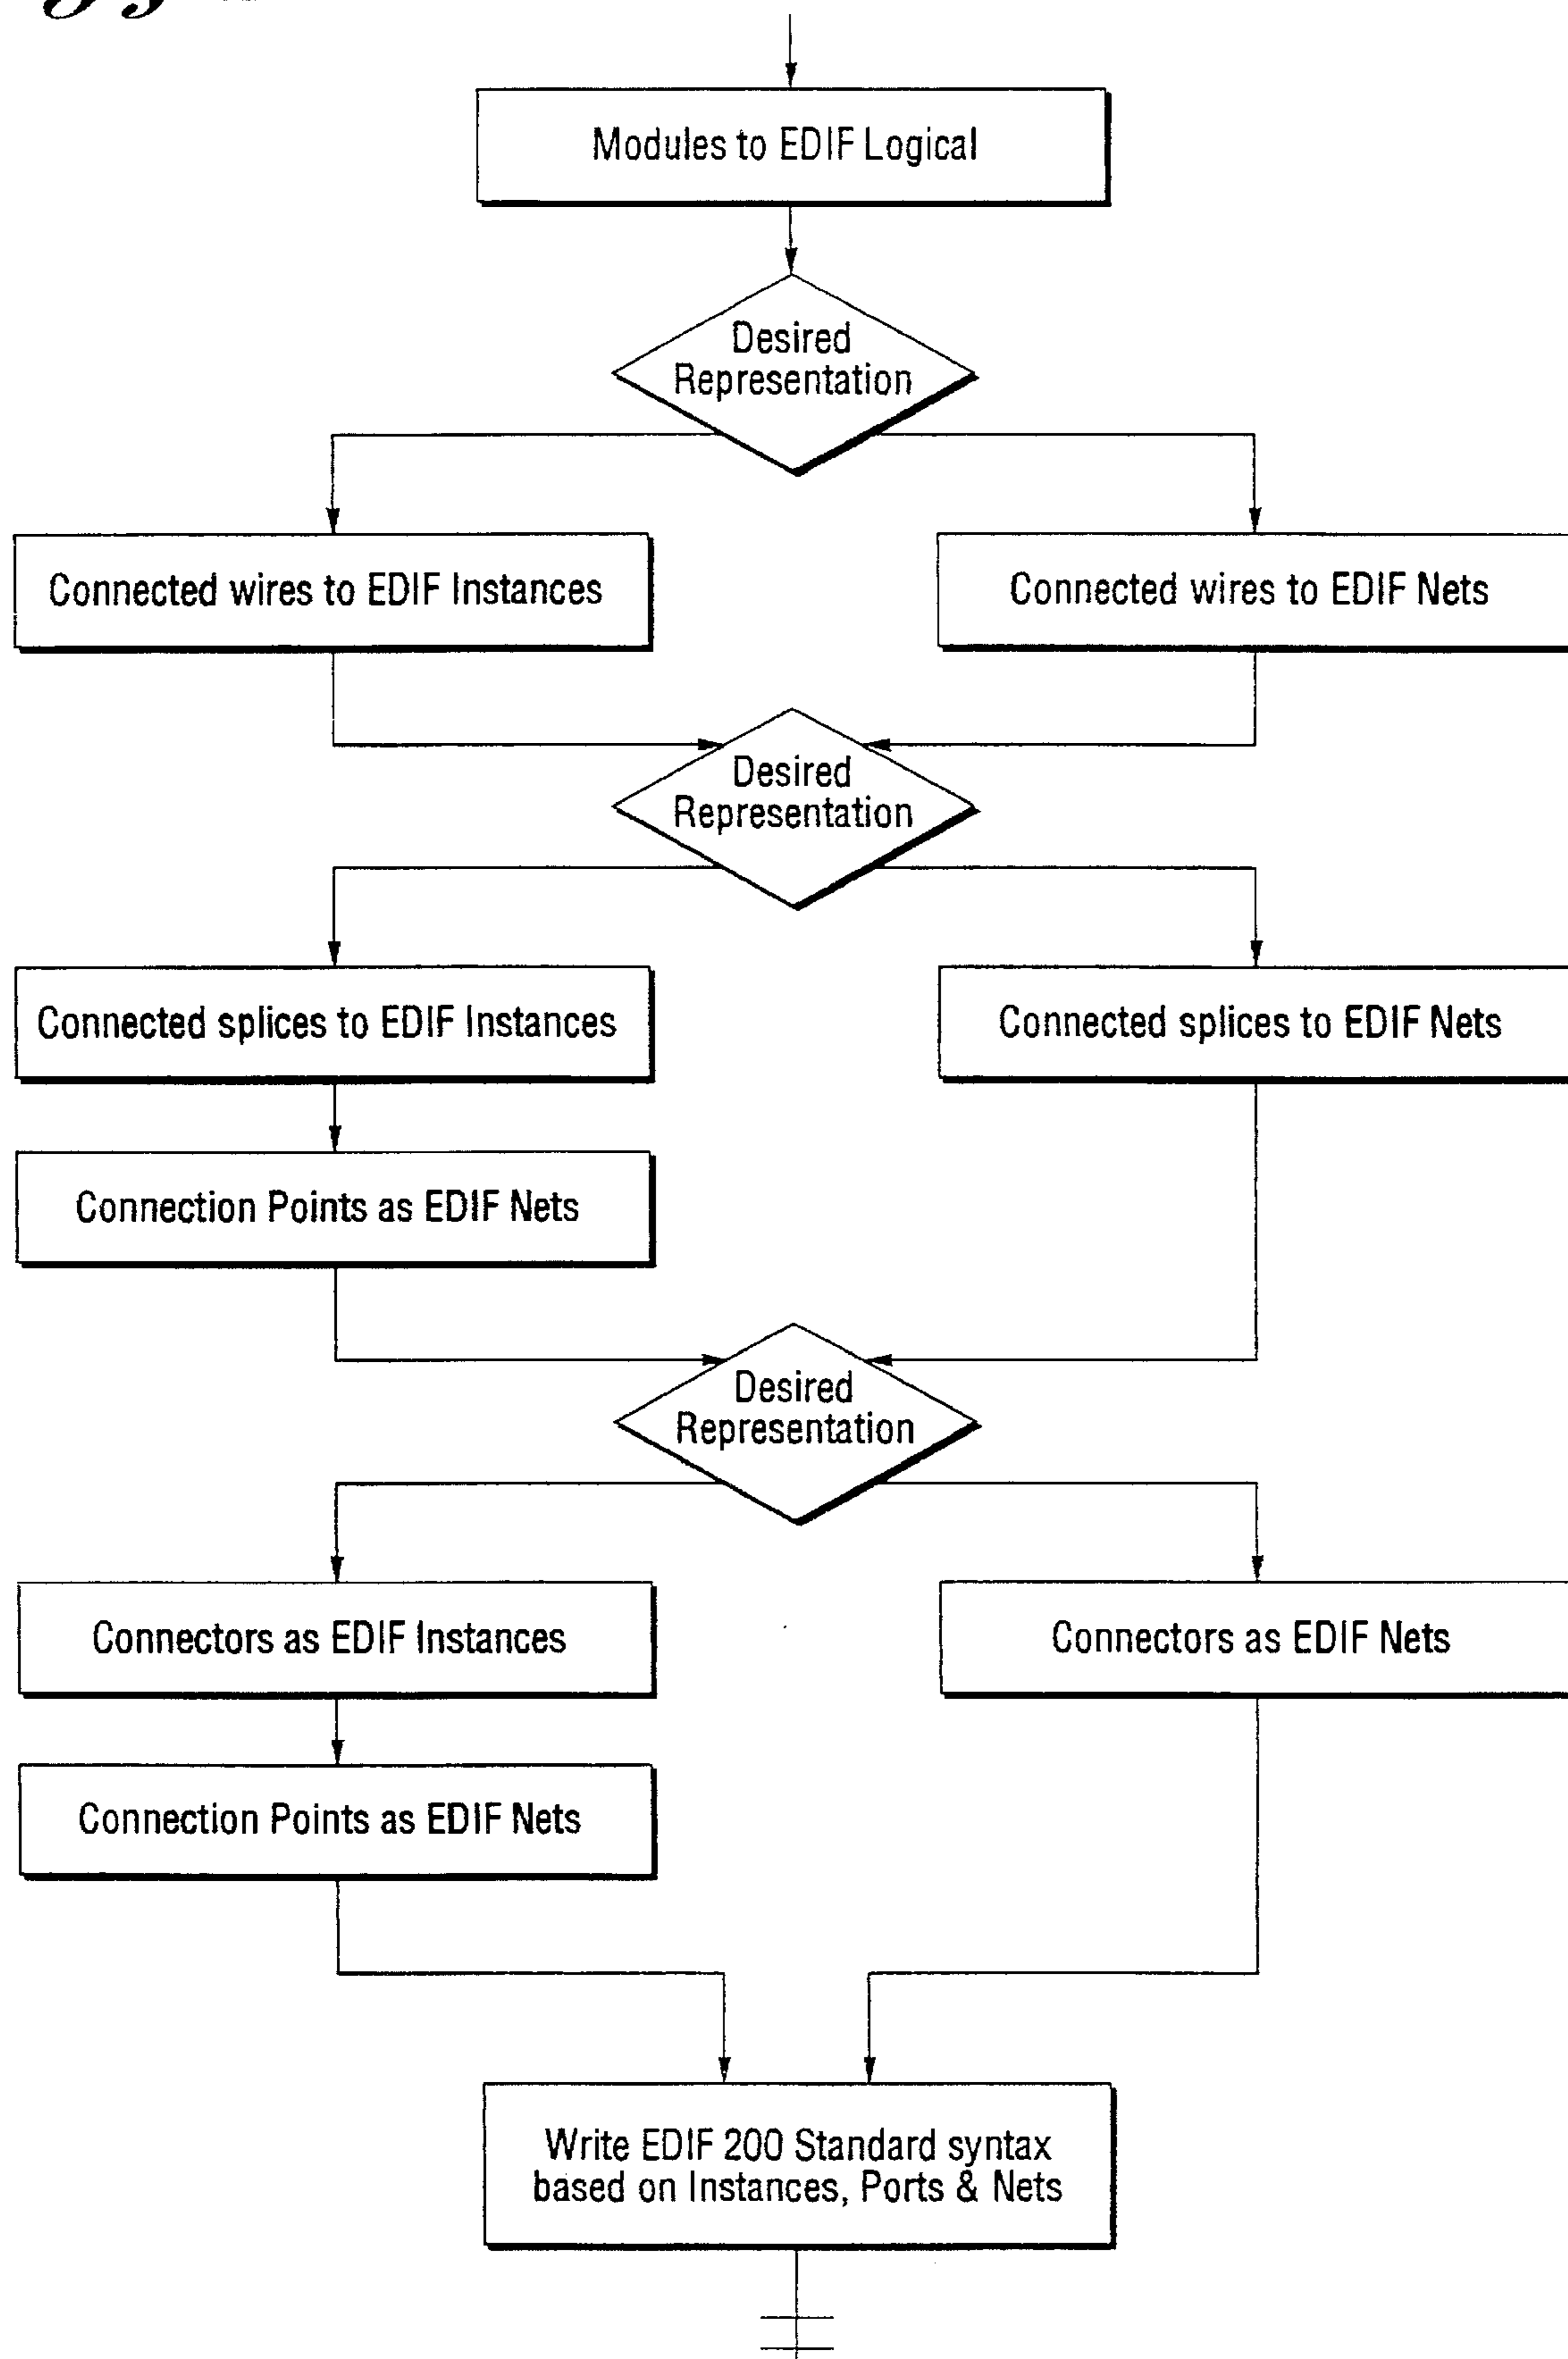 Modules to EDIF Logical
Desired
Representation
Connected wires to EDIF Instances
Connected wires to EDIF Nets
Desired
Representation
Connected splices to EDIF Instances
Connected splices to EDIF Nets
Connection Points as EDIF Nets
Desired
Representation
Connectors as EDIF Instances
Connectors as EDIF Nets
Connection Points as EDIF Nets
Write EDIF 200 Standard syntax
based on Instances, Ports & Nets